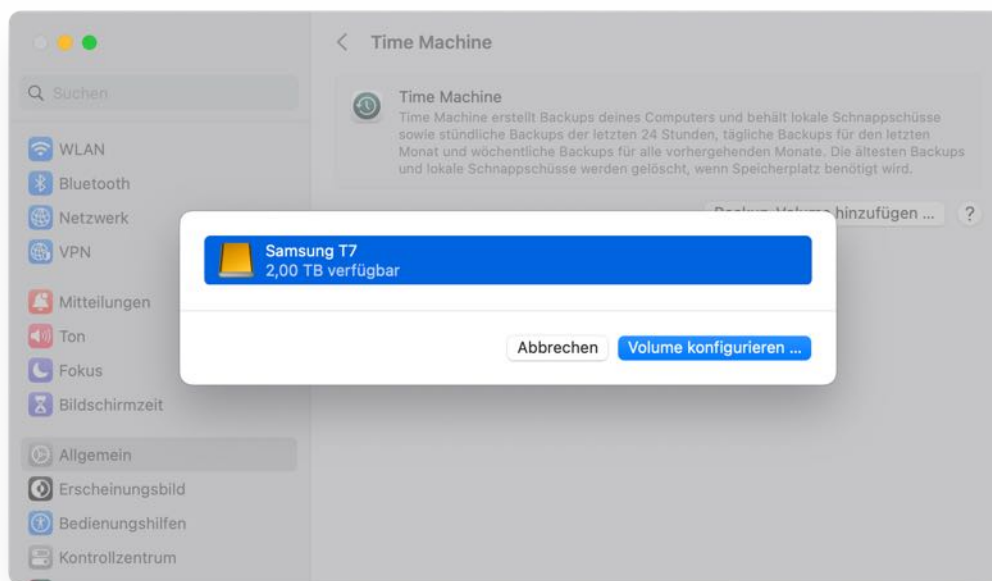 Time Machine
Suchen
Time Machine
Time Machine erstellt Backups deines Computers und behält lokale Schnappschüsse
sowie stündliche Backups der letzten 24 Stunden, tägliche Backups für den letzten
Monat und wöchentliche Backups für alle vorhergehenden Monate. Die ältesten Backups
und lokale Schnappschüsse werden gelöscht, wenn Speicherplatz benötigt wird.
WLAN
Bluetooth
Netzwerk
VPN
Mitteilungen
Ton
Fokus
Bildschirmzeit
Allgemein
Erscheinungsbild
Bedienungshilfen
Kontrollzentrum
Backup-Volume hinzufügen ... ?
Samsung T7
2,00 TB verfügbar
Abbrechen Volume konfigurieren ...